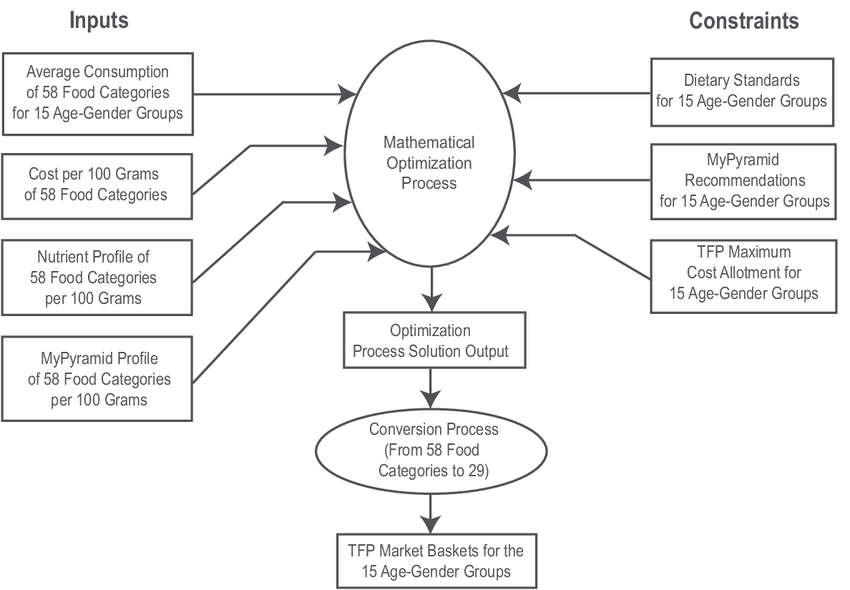 Inputs
Constraints
Average Consumption
of 58 Food Categories
for 15 Age-Gender Groups
Cost per 100 Grams
of 58 Food Categories
Nutrient Profile of
58 Food Categories
per 100 Grams
MyPyramid Profile
of 58 Food Categories
per 100 Grams
Mathematical
Optimization
Process
Dietary Standards
for 15 Age-Gender Groups
MyPyramid
Recommendations
for 15 Age-Gender Groups
TFP Maximum
Cost Allotment for
15 Age-Gender Groups
Optimization
Process Solution Output
Conversion Process
(From 58 Food
Categories to 29)
TFP Market Baskets for the
15 Age-Gender Groups